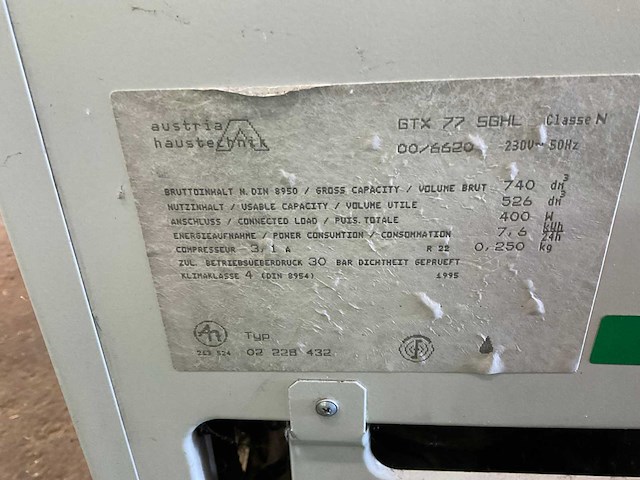 austria GTX 77 SGHL Classe N
haustechnik 00/6620 230V~ 50Hz
BRUTTOINHALT N. DIN 8950 / GROSS CAPACITY / VOLUME BRUT 740 dm³
NUTZINHALT / USABLE CAPACITY / VOLUME UTILE 526 dm³
ANSCHLUSS / CONNECTED LOAD / PUIS. TOTALE 400 W
ENERGIEAUFNAHME / POWER CONSUMTION / CONSOMMATION 7,6 kWh/24h
COMPRESSEUR 3,1 A R 22 0,250 kg
ZUL. BETRIEBSUEBERDRUCK 30 BAR DICHTHEIT GEPRUEFT
KLIMAKLASSE 4 (DIN 8954) £995
Typ
02 228 432